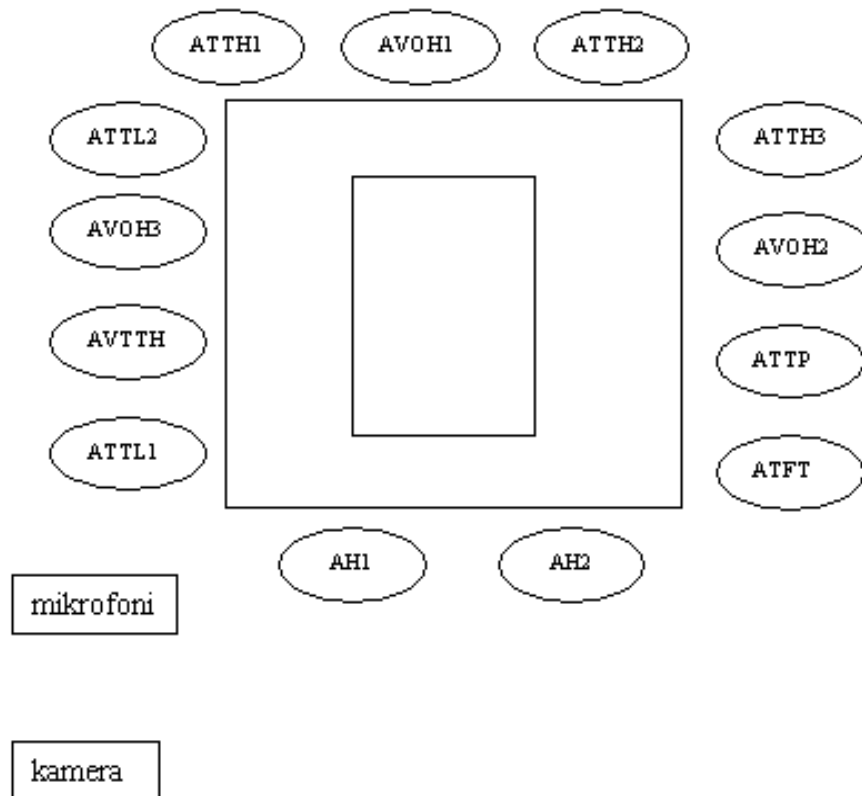 ATTH1 AVOH1 ATTH2
ATTL2 ATTH3
AVOH3 AVOH2
AVTTH ATTP
ATTL1 ATFT
AH1 AH2
mikrofoni
kamera